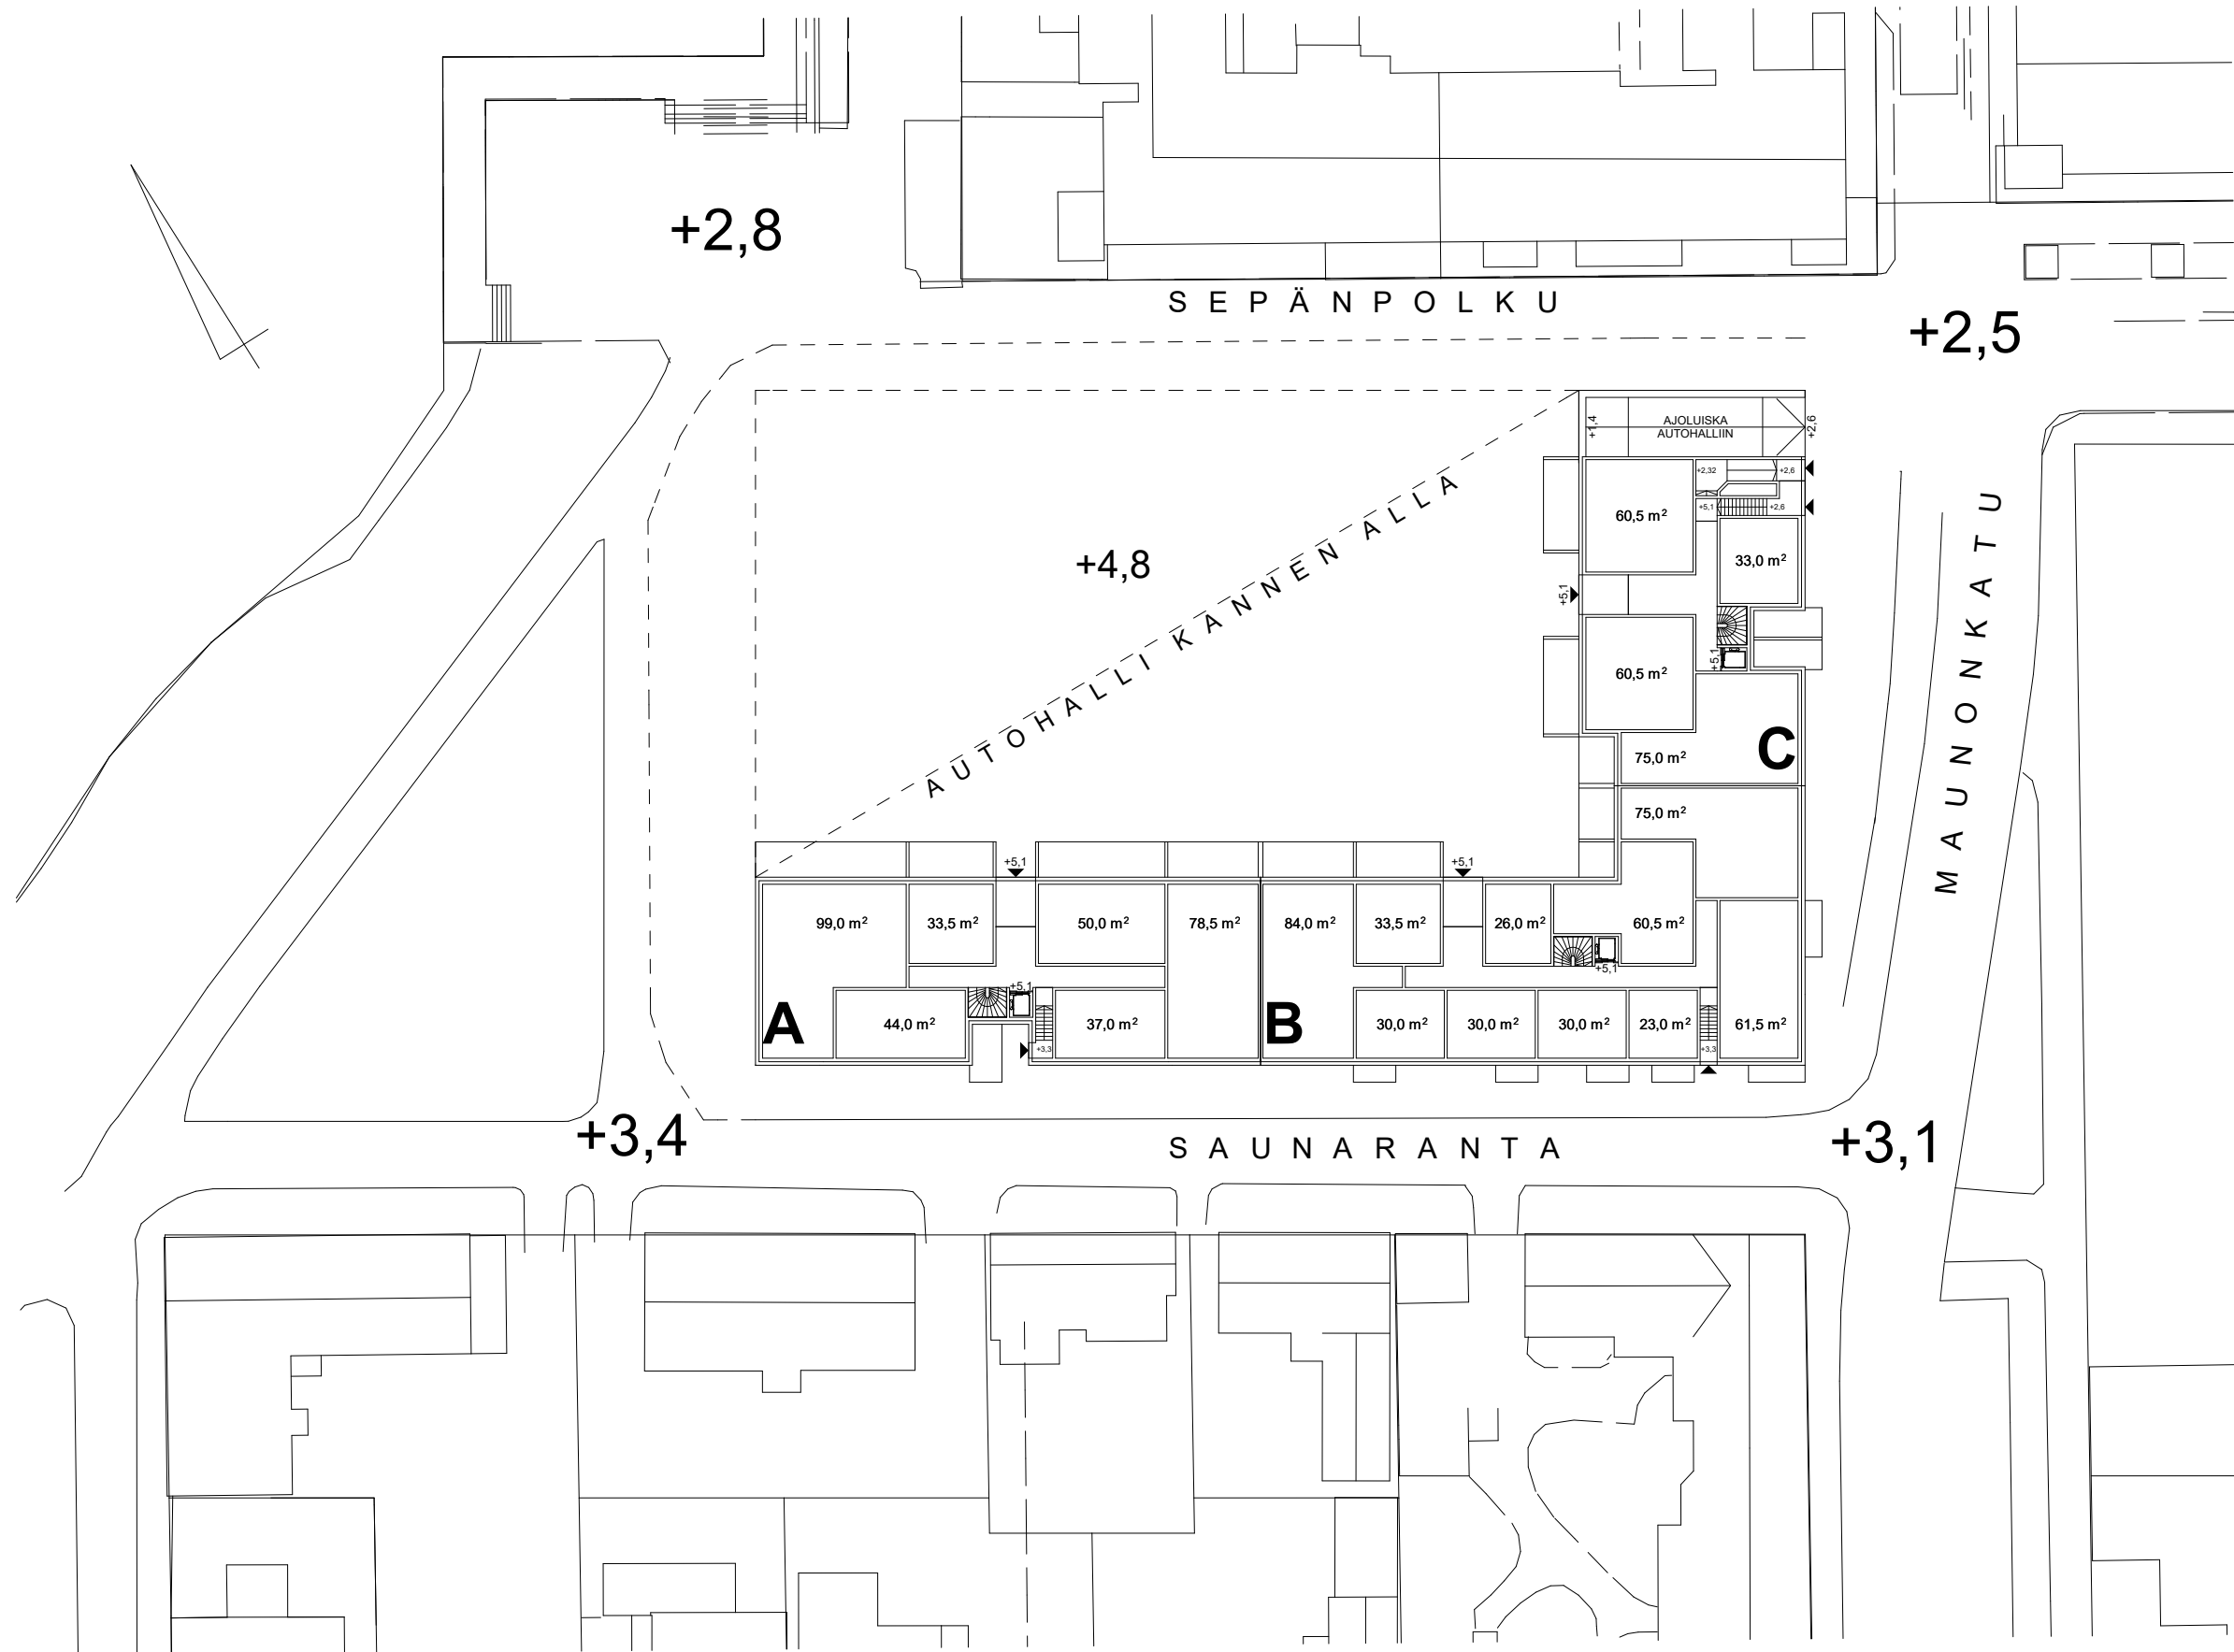 +2,8
S E P Ä N P O L K U
+2,5
AJOLUISKA
AUTOHALLIIN
+1,4
+2,6
+2,32
+2,6
+5,1
+2,6
60,5 m²
33,0 m²
+4,8
AUTOHALLI KANNEN ALLA
M A U N O N K A T U
+5,1
+5,1
60,5 m²
75,0 m²
C
75,0 m²
+5,1
+5,1
99,0 m²
33,5 m²
50,0 m²
78,5 m²
84,0 m²
33,5 m²
26,0 m²
60,5 m²
+5,1
+5,1
A
44,0 m²
37,0 m²
B
30,0 m²
30,0 m²
30,0 m²
23,0 m²
61,5 m²
+3,3
+3,3
+3,4
S A U N A R A N T A
+3,1